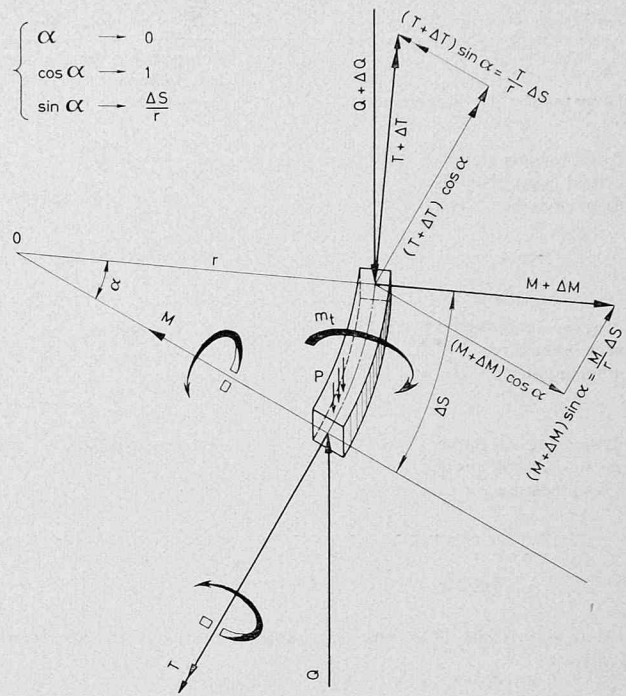 α → 0
cos α → 1
sin α → ΔS/r
Q + ΔQ
T + ΔT
(T+ΔT) sin α = T/r ΔS
(T+ΔT) cos α
O
r
α
M
M + ΔM
m_t
P
(M+ΔM) cos α
(M+ΔM) sin α = M/r ΔS
ΔS
T
Q